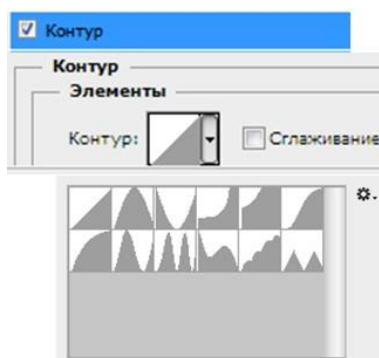 Контур
Контур
Элементы
Контур:
Сглаживание